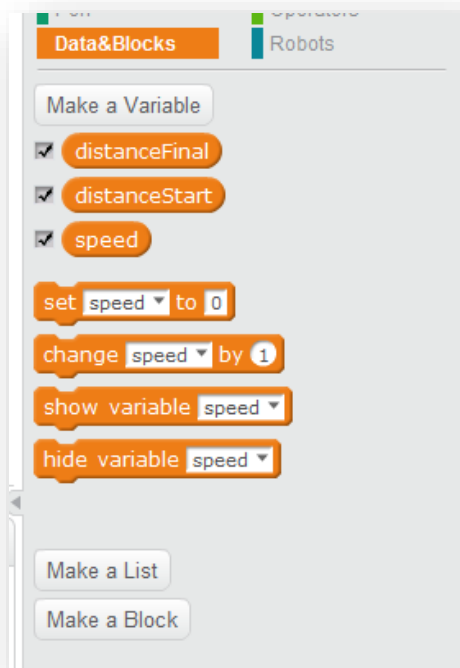 Data&Blocks
Robots
Make a Variable
distanceFinal
distanceStart
speed
set speed to 0
change speed by 1
show variable speed
hide variable speed
Make a List
Make a Block